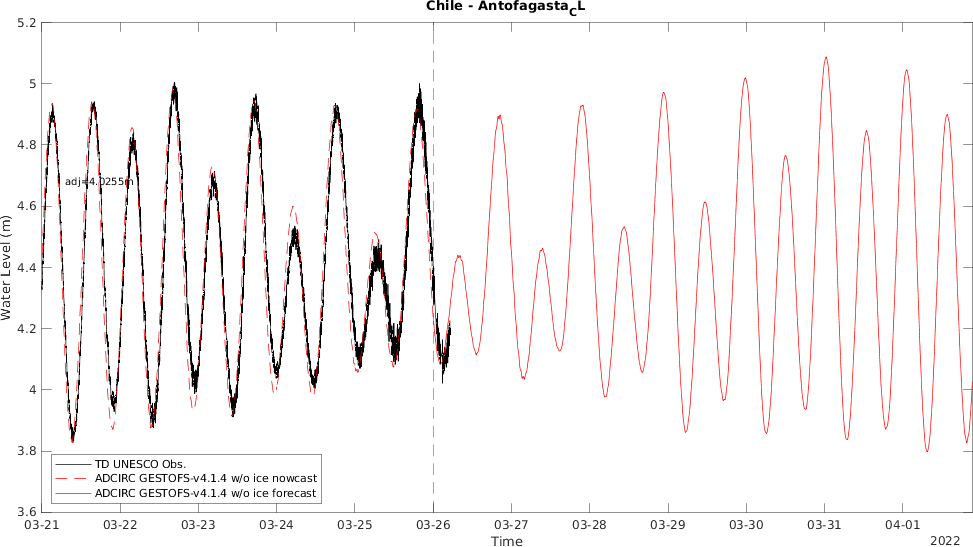 Chile - Antofagasta_CL
5.2
5
4.8
4.6
4.4
4.2
4
3.8
3.6
Water Level (m)
adj=4.0255m
TD UNESCO Obs.
ADCIRC GESTOFS-v4.1.4 w/o ice nowcast
ADCIRC GESTOFS-v4.1.4 w/o ice forecast
03-21 03-22 03-23 03-24 03-25 03-26 03-27 03-28 03-29 03-30 03-31 04-01
Time
2022